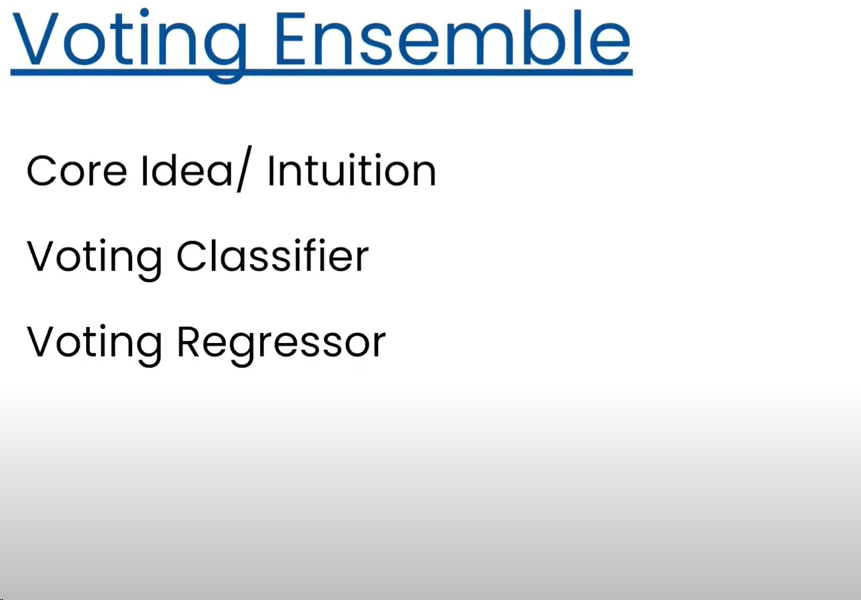 Voting Ensemble
Core Idea/ Intuition
Voting Classifier
Voting Regressor